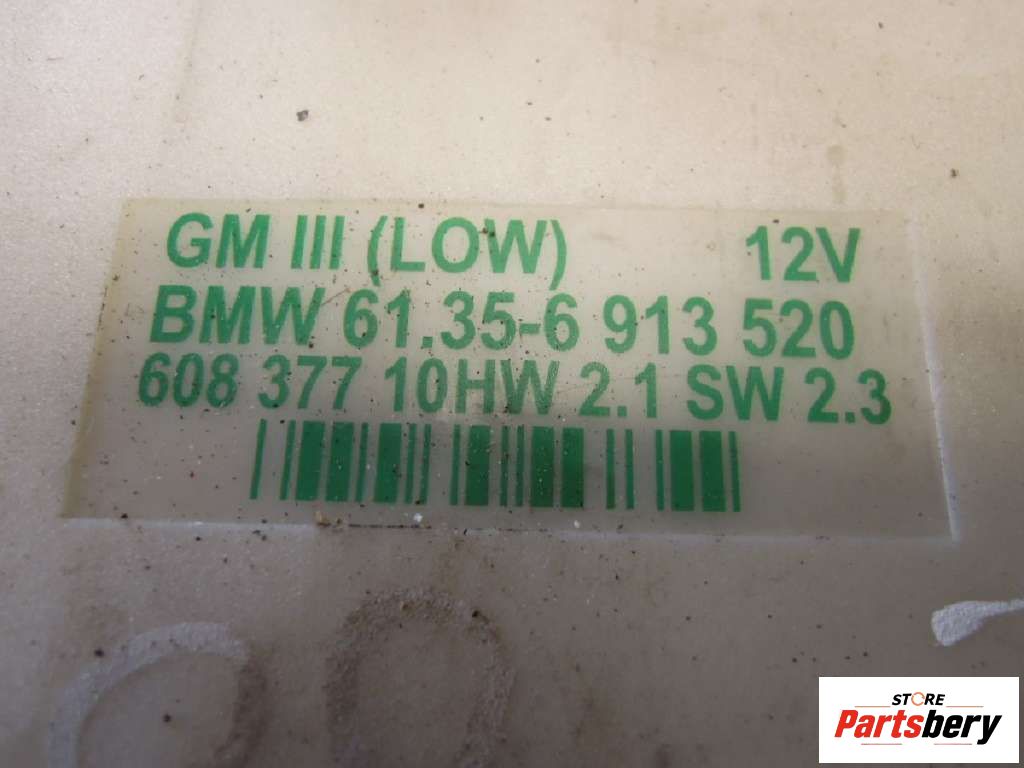 GM III (LOW) 12V
BMW 61.35-6 913 520
608 377 10HW 2.1 SW 2.3
STORE
Partsbery